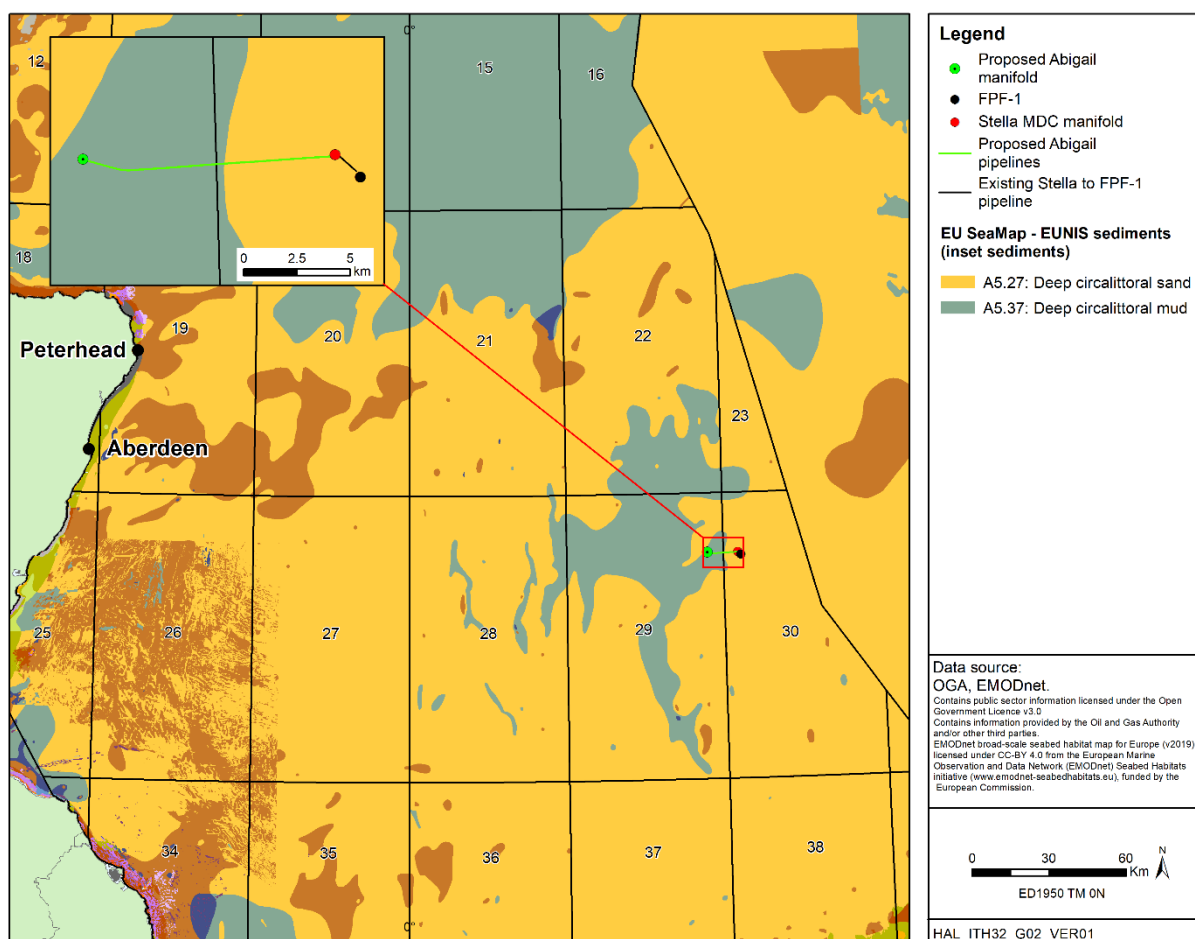 12
0°
15
16
0
2.5
5
km
18
19
20
21
22
23
Peterhead
Aberdeen
25
26
27
28
29
30
34
35
36
37
38
0°
Legend
Proposed Abigail
manifold
FPF-1
Stella MDC manifold
Proposed Abigail
pipelines
Existing Stella to FPF-1
pipeline
EU SeaMap - EUNIS sediments
(inset sediments)
A5.27: Deep circalittoral sand
A5.37: Deep circalittoral mud
Data source:
OGA, EMODnet.
Contains public sector information licensed under the Open
Government Licence v3.0
Contains information provided by the Oil and Gas Authority
and/or other third parties.
EMODnet broad-scale seabed habitat map for Europe (v2019)
licensed under CC-BY 4.0 from the European Marine
Observation and Data Network (EMODnet) Seabed Habitats
initiative (www.emodnet-seabedhabitats.eu), funded by the
European Commission.
0
30
60
Km
N
ED1950 TM 0N
HAL_ITH32_G02_VER01